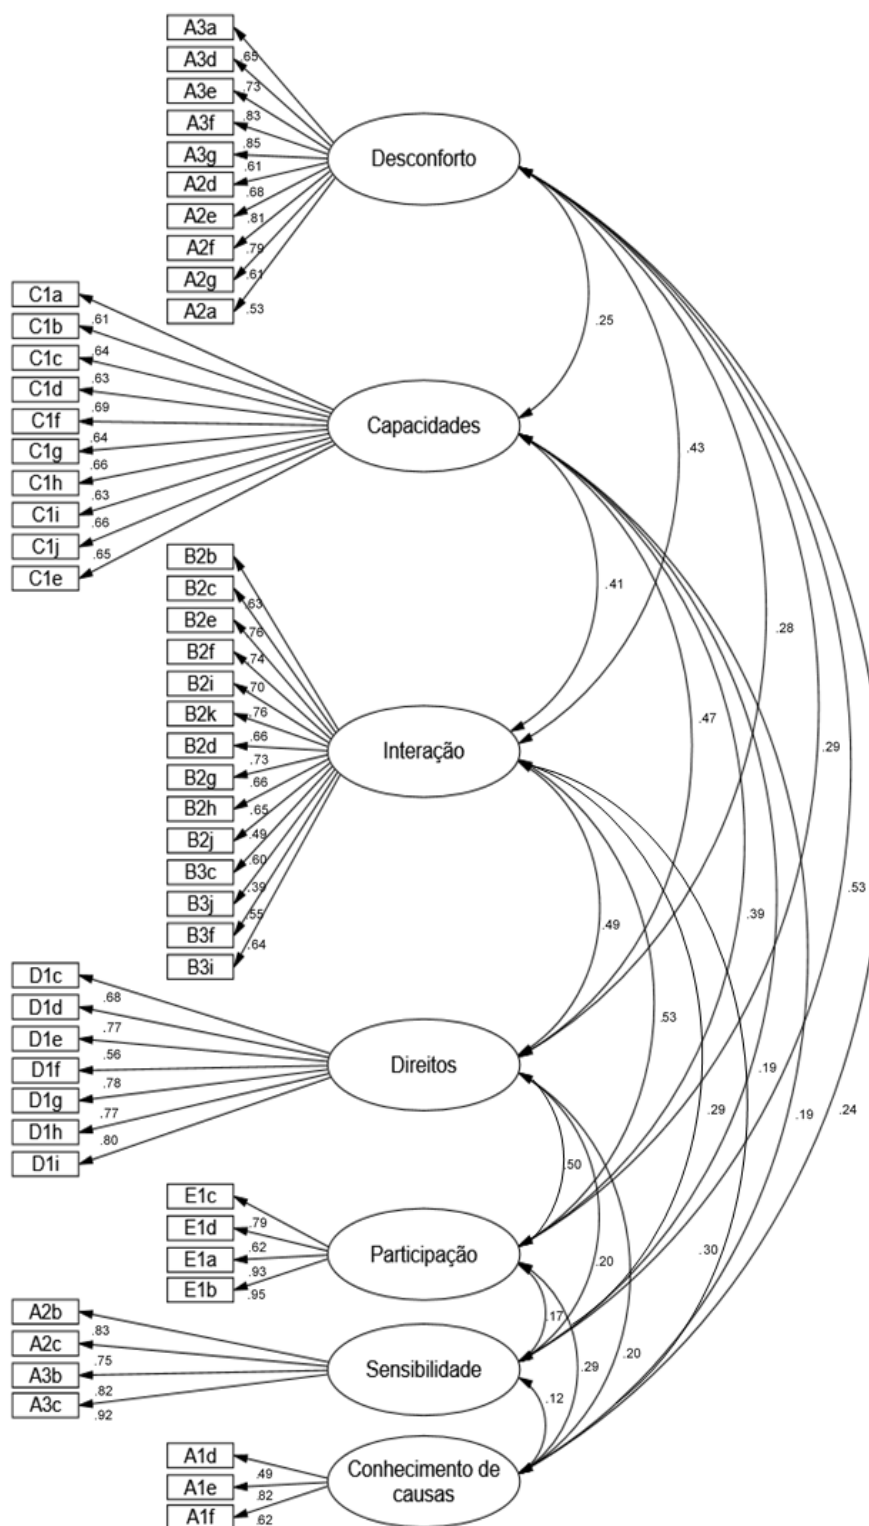 A3a
.65
A3d
.73
A3e
.83
A3f
.85
A3g
.61
A2d
.68
A2e
.81
A2f
.79
A2g
.61
A2a
.53
Desconforto
C1a
.61
C1b
.64
C1c
.63
C1d
.69
C1f
.64
C1g
.66
C1h
.63
C1i
.66
C1j
.65
C1e
Capacidades
B2b
.63
B2c
.76
B2e
.74
B2f
.70
B2i
.76
B2k
.66
B2d
.73
B2g
.66
B2h
.65
B2j
.49
B3c
.60
B3j
.39
B3f
.55
B3i
.64
Interação
D1c
.68
D1d
.77
D1e
.56
D1f
.78
D1g
.77
D1h
.80
D1i
Direitos
E1c
.79
E1d
.62
E1a
.93
E1b
.95
Participação
A2b
.83
A2c
.75
A3b
.82
A3c
.92
Sensibilidade
A1d
.49
A1e
.82
A1f
.62
Conhecimento de
causas
.25
.43
.41
.28
.47
.29
.53
.39
.49
.53
.19
.24
.29
.19
.50
.20
.30
.17
.29
.20
.12